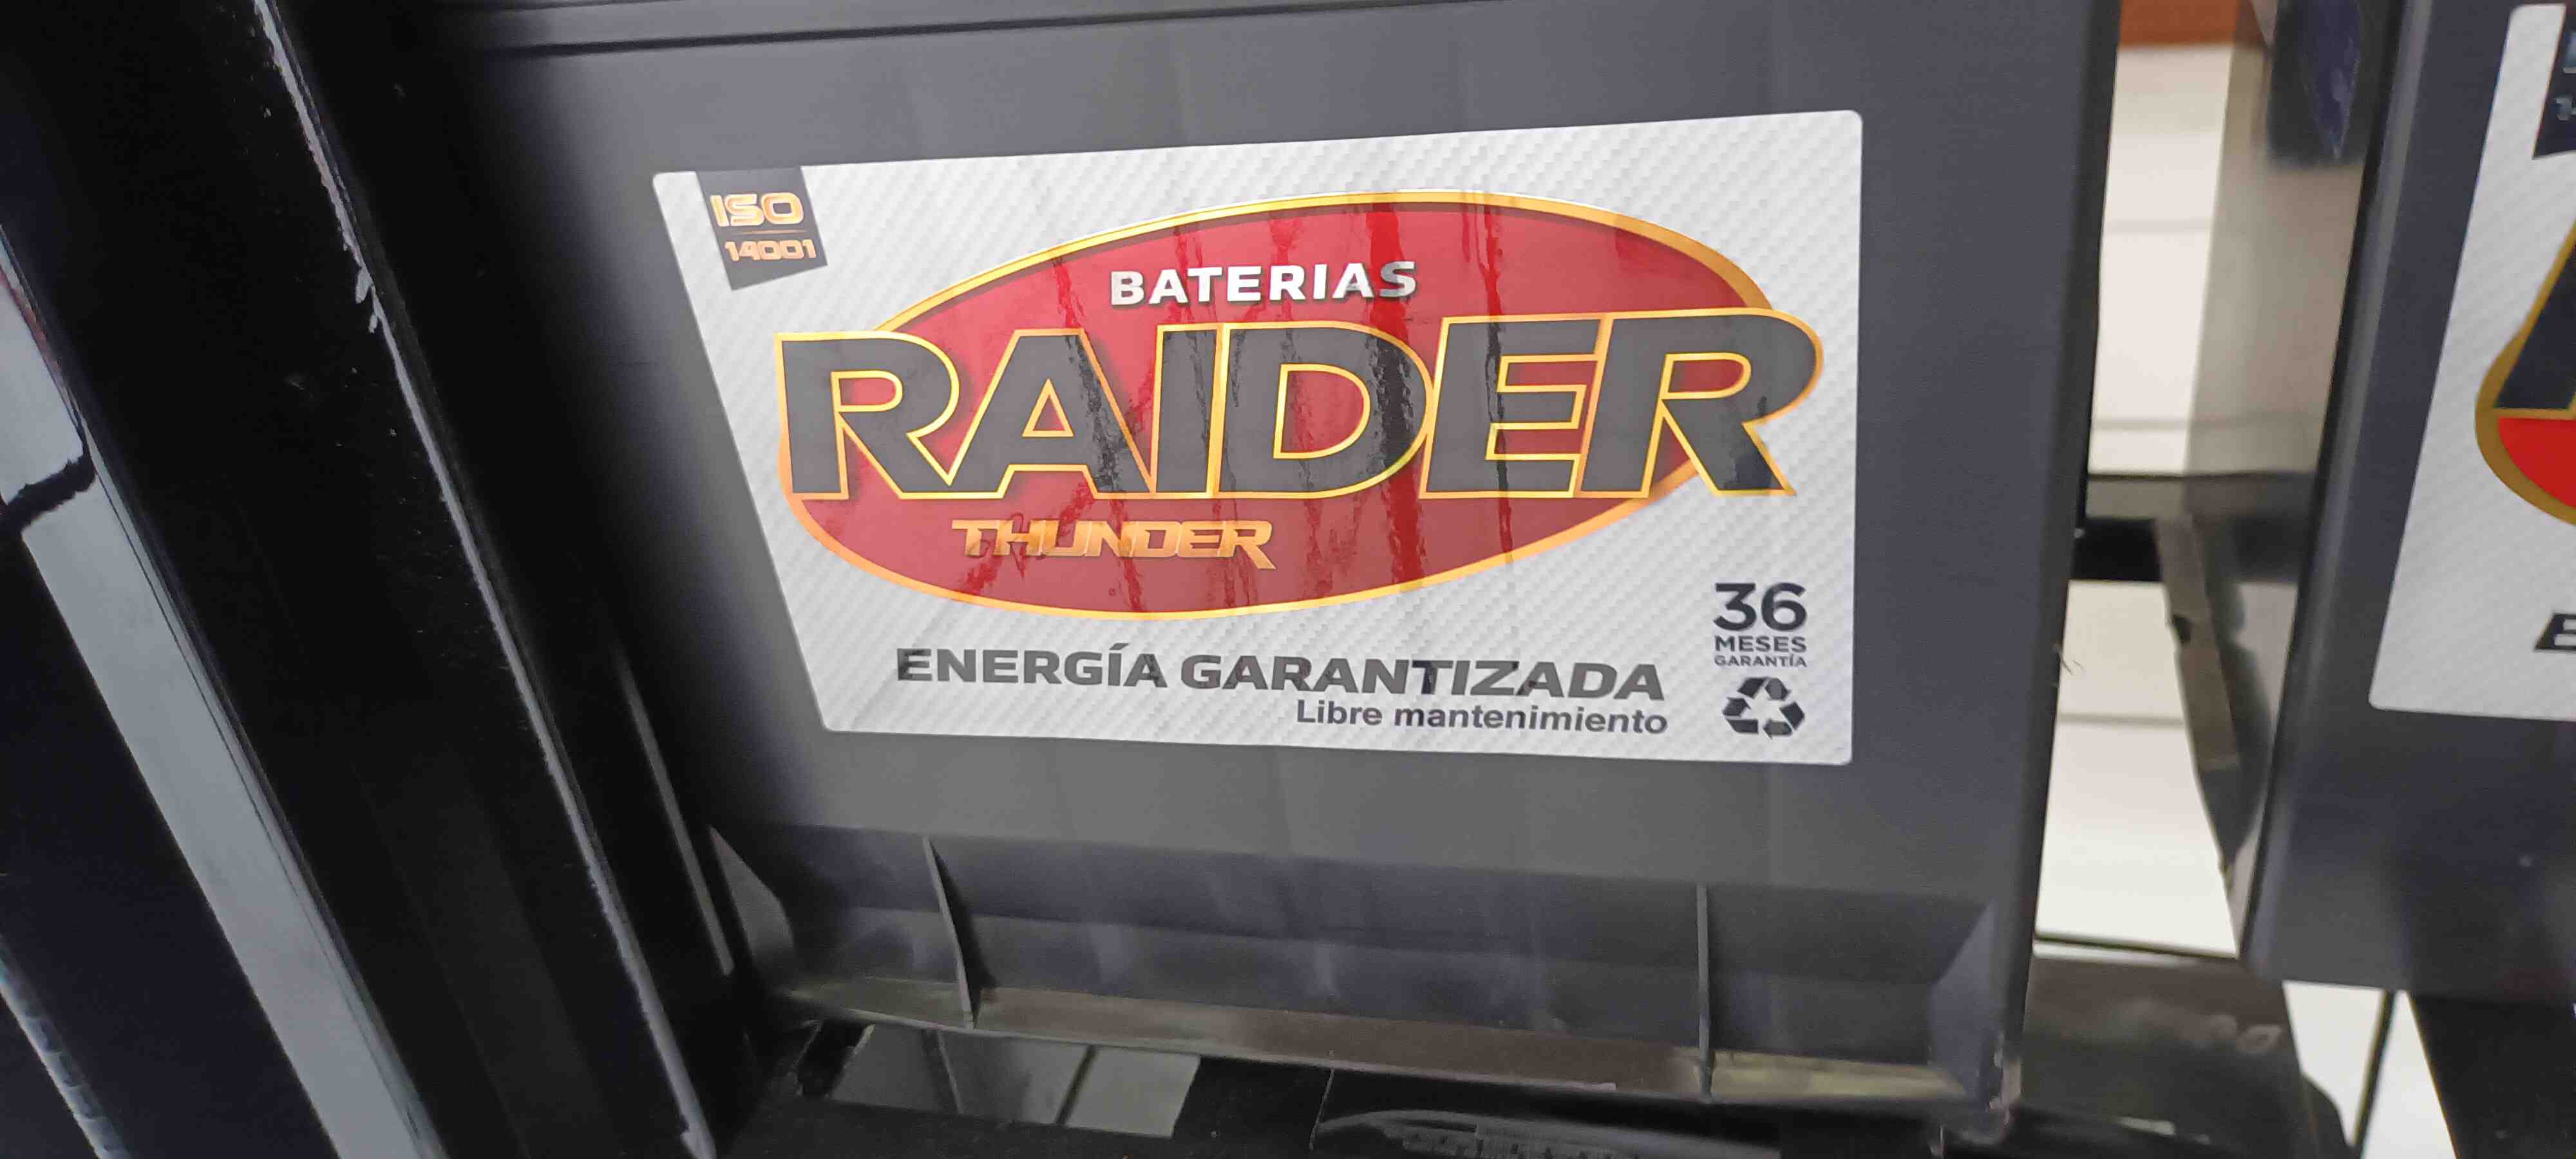 ISO
14001
BATERIAS
RAIDER
THUNDER
ENERGÍA GARANTIZADA
Libre mantenimiento
36
MESES
GARANTÍA